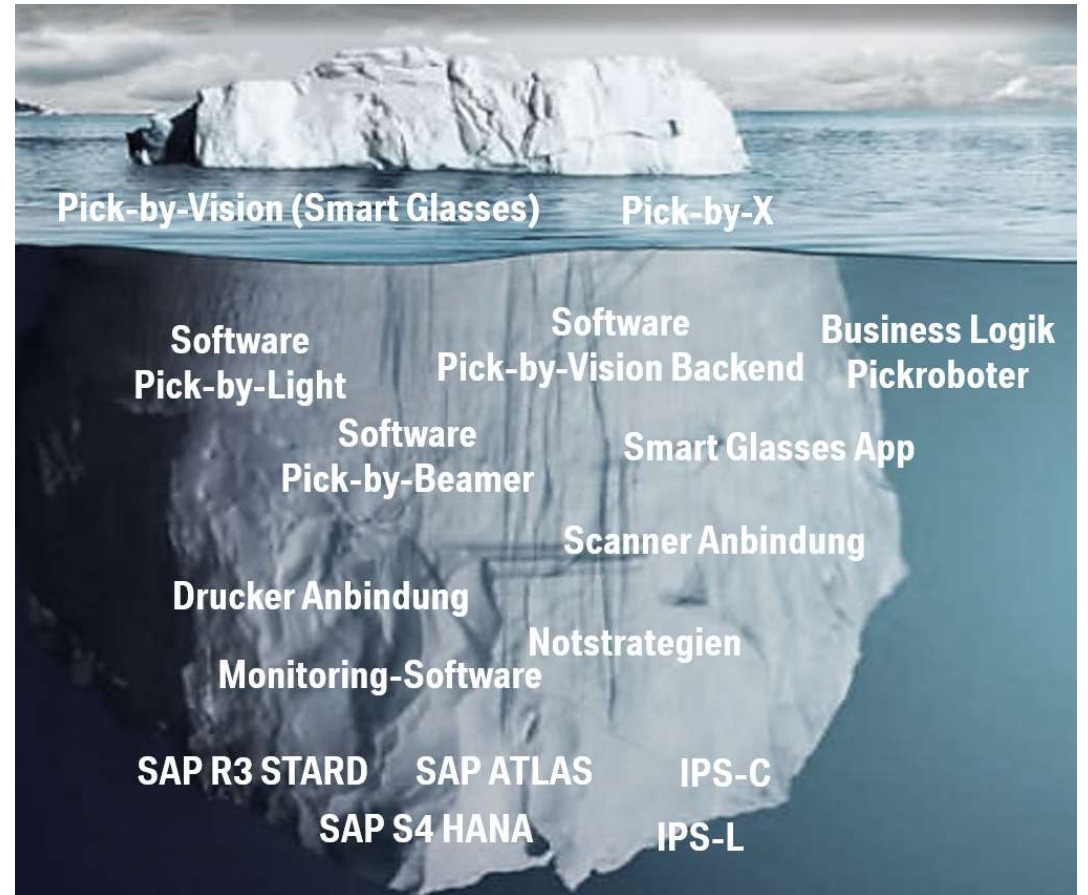 Pick-by-Vision (Smart Glasses)
Pick-by-X
Software
Pick-by-Light
Software
Pick-by-Vision Backend
Business Logik
Pickroboter
Software
Pick-by-Beamer
Smart Glasses App
Scanner Anbindung
Drucker Anbindung
Notstrategien
Monitoring-Software
SAP R3 STARD
SAP ATLAS
IPS-C
SAP S4 HANA
IPS-L